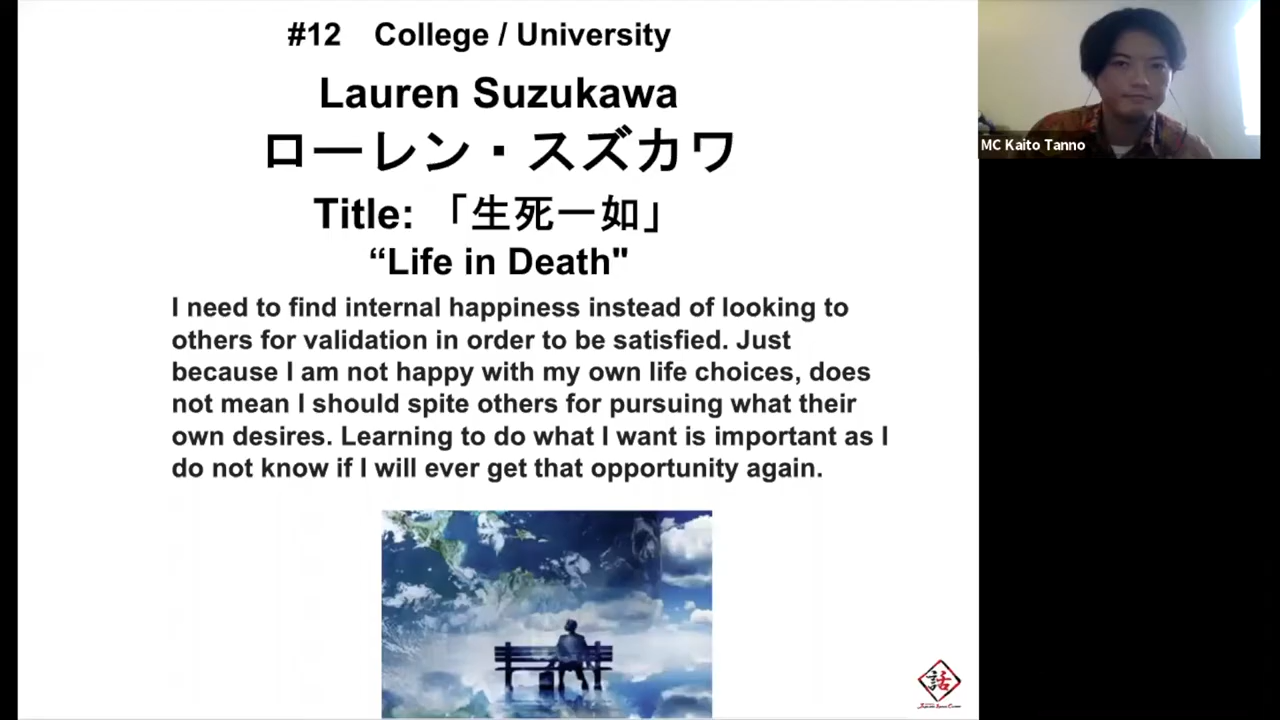 #12 College / University
Lauren Suzukawa
ローレン・スズカワ
Title: 「生死一如」
“Life in Death"
I need to find internal happiness instead of looking to
others for validation in order to be satisfied. Just
because I am not happy with my own life choices, does
not mean I should spite others for pursuing what their
own desires. Learning to do what I want is important as I
do not know if I will ever get that opportunity again.
MC Kaito Tanno
話